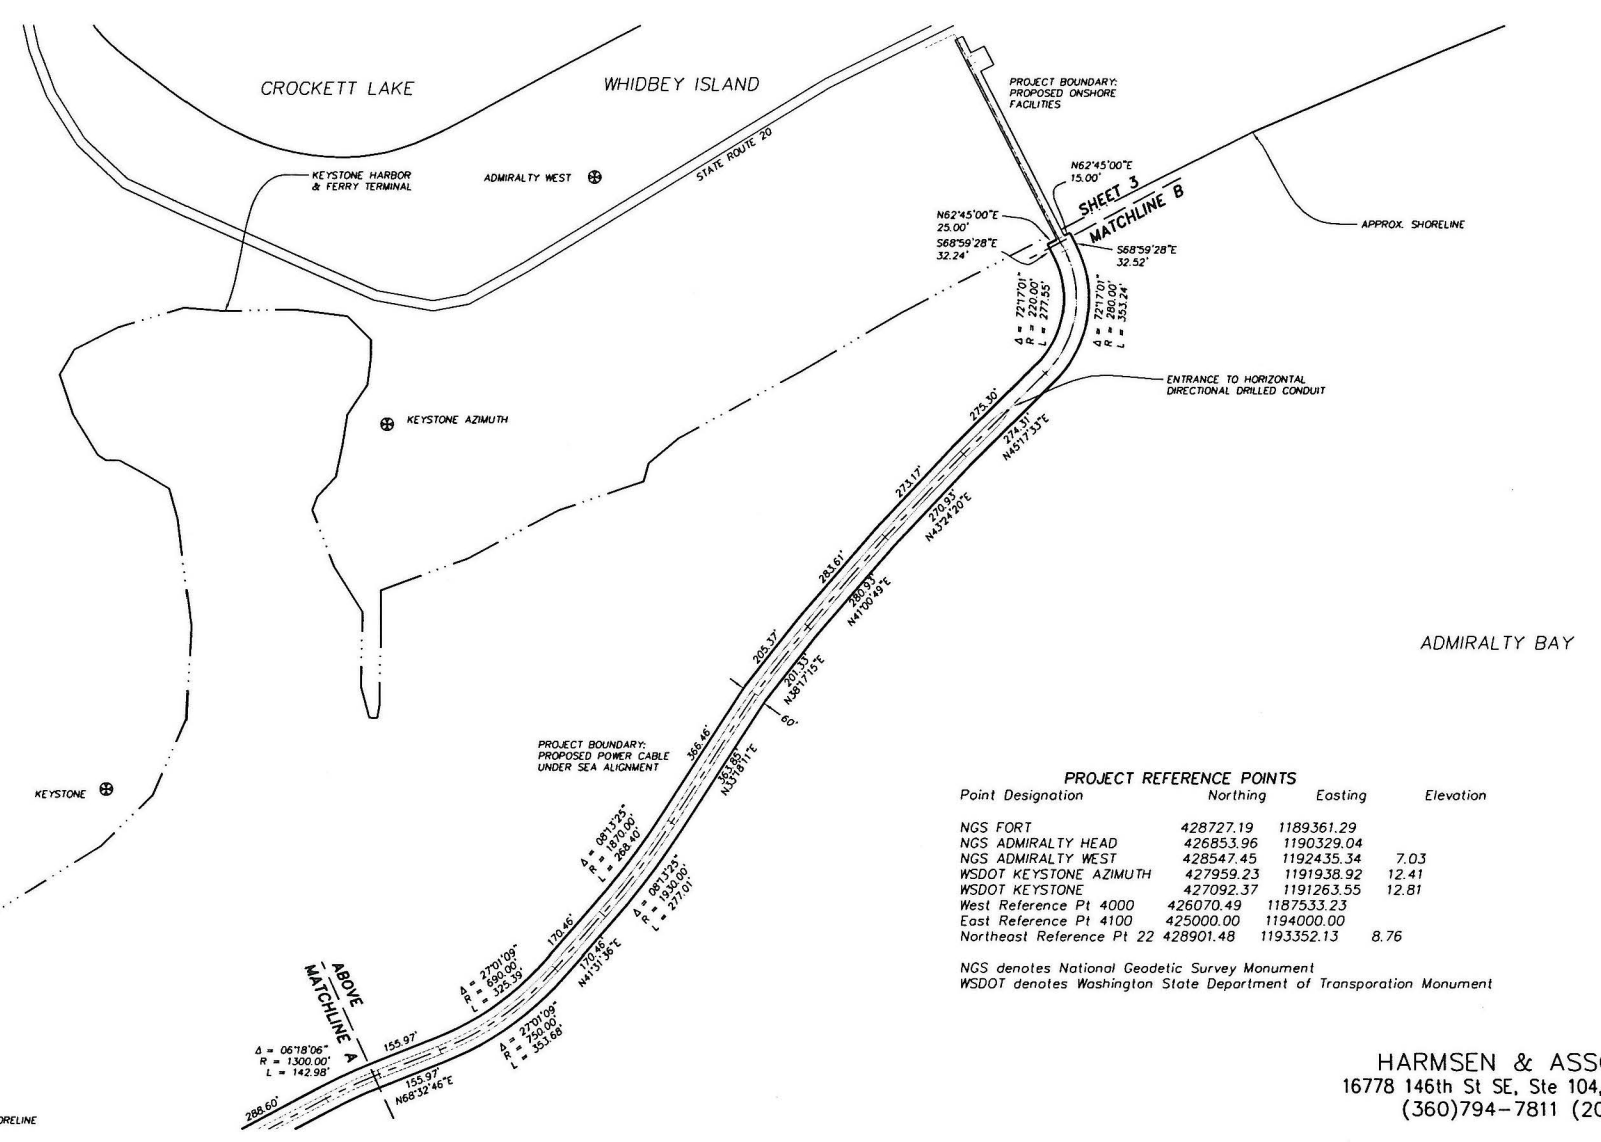 CROCKETT LAKE
WHIDBEY ISLAND
PROJECT BOUNDARY:
PROPOSED ONSHORE
FACILITIES
STATE ROUTE 20
KEYSTONE HARBOR
& FERRY TERMINAL
ADMIRALTY WEST
N62°45'00"E
15.00'
SHEET 3
MATCHLINE B
N62°45'00"E
25.00'
S68°59'28"E
32.24'
APPROX. SHORELINE
S68°59'28"E
32.52'
Δ = 72°17'01"
R = 220.00'
L = 277.55'
Δ = 72°17'01"
R = 280.00'
L = 353.24'
ENTRANCE TO HORIZONTAL
DIRECTIONAL DRILLED CONDUIT
KEYSTONE AZIMUTH
275.30'
274.31'
N45°17'33"E
273.17'
270.93'
N43°24'20"E
283.61'
280.93'
N41°00'49"E
205.37'
201.33'
N38°17'15"E
60'
ADMIRALTY BAY
366.46'
363.85'
N33°18'11"E
PROJECT BOUNDARY:
PROPOSED POWER CABLE
UNDER SEA ALIGNMENT
KEYSTONE
Δ = 08°13'25"
R = 1870.00'
L = 268.40'
Δ = 08°13'25"
R = 1930.00'
L = 277.01'
170.46'
170.46'
N41°31'36"E
Δ = 27°01'09"
R = 690.00'
L = 325.39'
Δ = 27°01'09"
R = 750.00'
L = 353.68'
ABOVE
MATCHLINE A
155.97'
155.97'
N68°32'46"E
Δ = 06°18'06"
R = 1300.00'
L = 142.98'
288.60'
ORELINE
PROJECT REFERENCE POINTS
Point Designation Northing Easting Elevation
NGS FORT 428727.19 1189361.29
NGS ADMIRALTY HEAD 426853.96 1190329.04
NGS ADMIRALTY WEST 428547.45 1192435.34 7.03
WSDOT KEYSTONE AZIMUTH 427959.23 1191938.92 12.41
WSDOT KEYSTONE 427092.37 1191263.55 12.81
West Reference Pt 4000 426070.49 1187533.23
East Reference Pt 4100 425000.00 1194000.00
Northeast Reference Pt 22 428901.48 1193352.13 8.76
NGS denotes National Geodetic Survey Monument
WSDOT denotes Washington State Department of Transporation Monument
HARMSEN & ASSO
16778 146th St SE, Ste 104,
(360)794-7811 (20